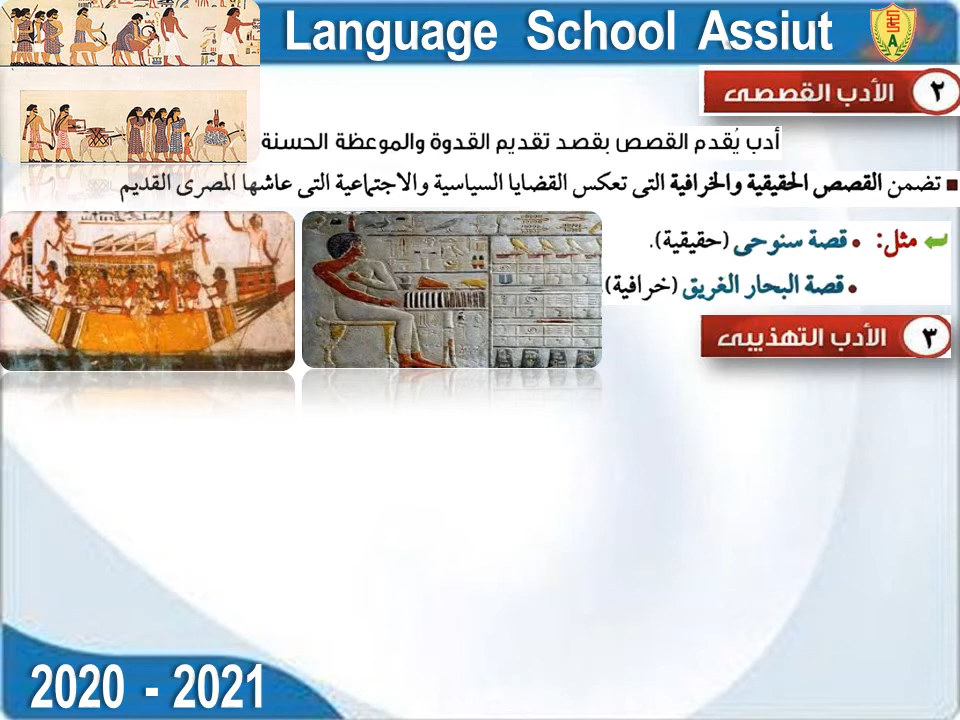 Language School Assiut
٢ الأدب القصصى
أدب يُقدم القصص بقصد تقديم القدوة والموعظة الحسنة
تضمن القصص الحقيقية والخرافية التى تعكس القضايا السياسية والاجتماعية التى عاشها المصرى القديم
مثل: • قصة سنوحى (حقيقية).
• قصة البحار الغريق (خرافية)
٣ الأدب التهذيبى
2020 - 2021